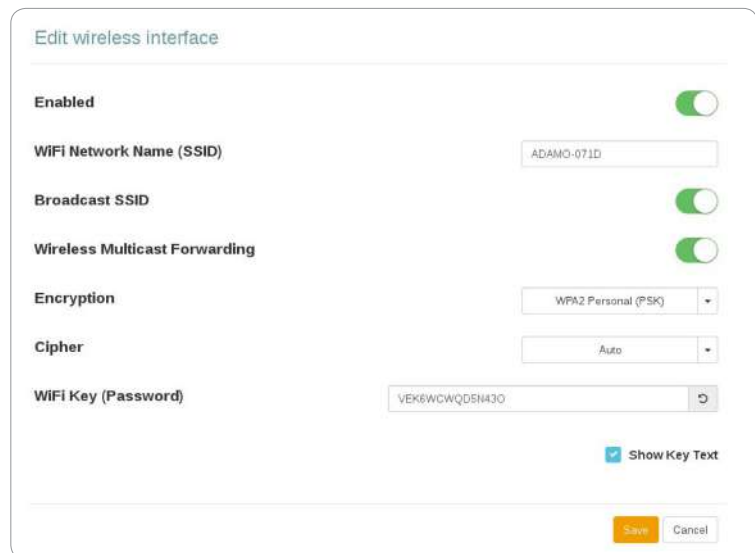 Edit wireless interface
Enabled
WiFi Network Name (SSID) ADAMO-071D
Broadcast SSID
Wireless Multicast Forwarding
Encryption WPA2 Personal (PSK)
Cipher Auto
WiFi Key (Password) VEK6WCWQD5N43O
Show Key Text
Save Cancel